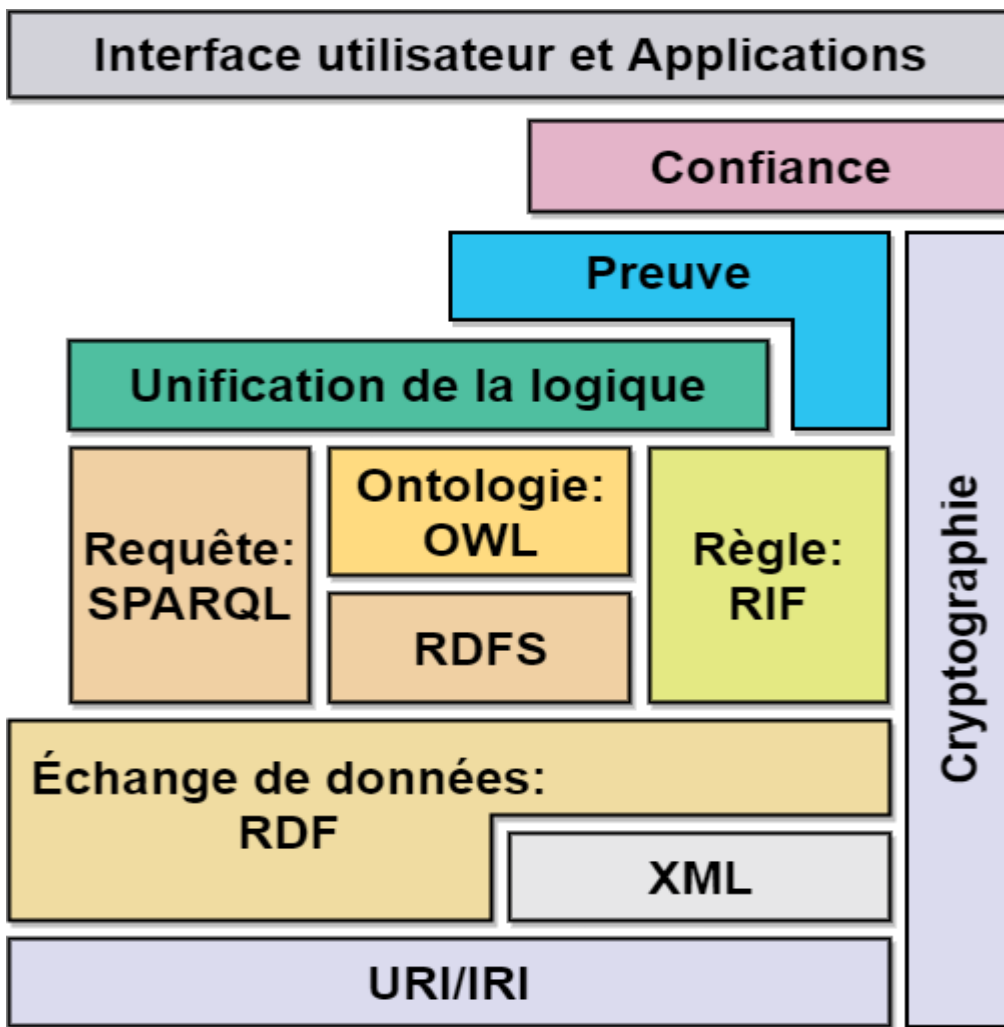 Interface utilisateur et Applications
Confiance
Preuve
Unification de la logique
Requête:
SPARQL
Ontologie:
OWL
RDFS
Règle:
RIF
Échange de données:
RDF
XML
URI/IRI
Cryptographie